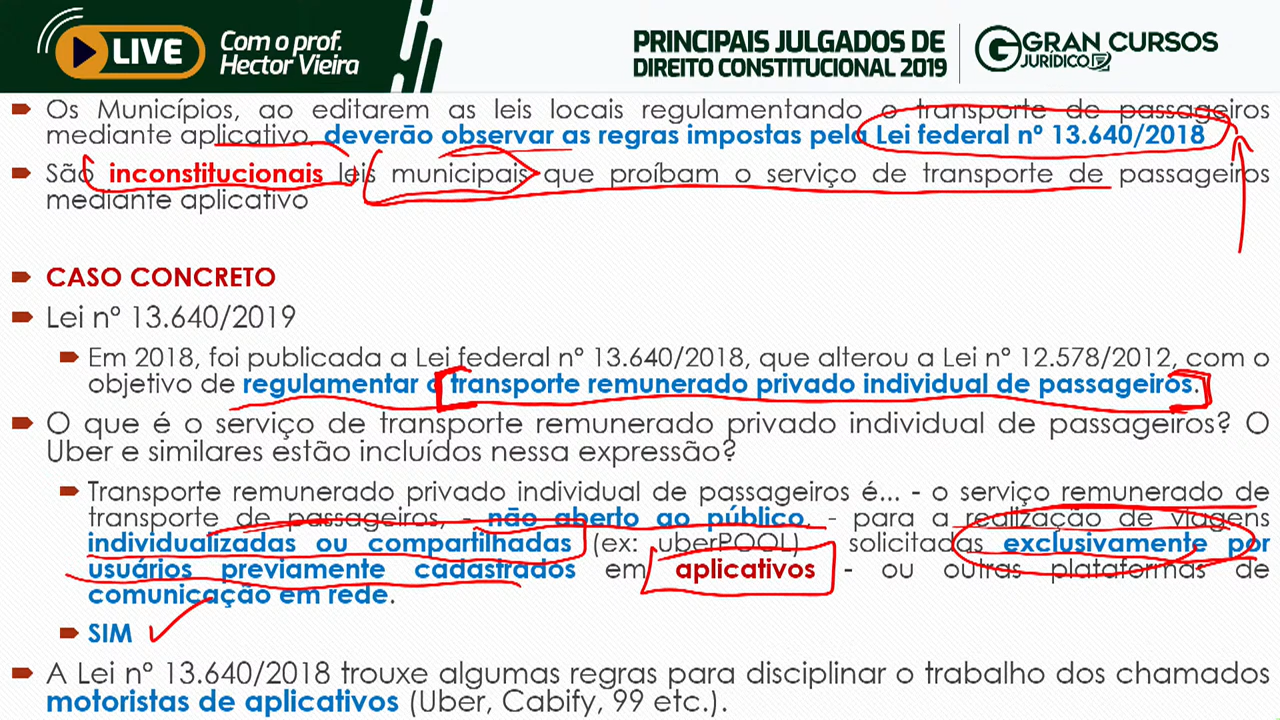 LIVE
Com o prof.
Hector Vieira
PRINCIPAIS JULGADOS DE
DIREITO CONSTITUCIONAL 2019
GRAN CURSOS
JURÍDICO
Os Municípios, ao editarem as leis locais regulamentando o transporte de passageiros
mediante aplicativo, deverão observar as regras impostas pela Lei federal nº 13.640/2018
São inconstitucionais leis municipais que proíbam o serviço de transporte de passageiros
mediante aplicativo
CASO CONCRETO
Lei nº 13.640/2019
Em 2018, foi publicada a Lei federal nº 13.640/2018, que alterou a Lei nº 12.578/2012, com o
objetivo de regulamentar o transporte remunerado privado individual de passageiros.
O que é o serviço de transporte remunerado privado individual de passageiros? O
Uber e similares estão incluídos nessa expressão?
Transporte remunerado privado individual de passageiros é... - o serviço remunerado de
transporte de passageiros, - não aberto ao público, - para a realização de viagens
individualizadas ou compartilhadas (ex: uberPOOL) solicitadas exclusivamente por
usuários previamente cadastrados em aplicativos - ou outras plataformas de
comunicação em rede.
SIM
A Lei nº 13.640/2018 trouxe algumas regras para disciplinar o trabalho dos chamados
motoristas de aplicativos (Uber, Cabify, 99 etc.).